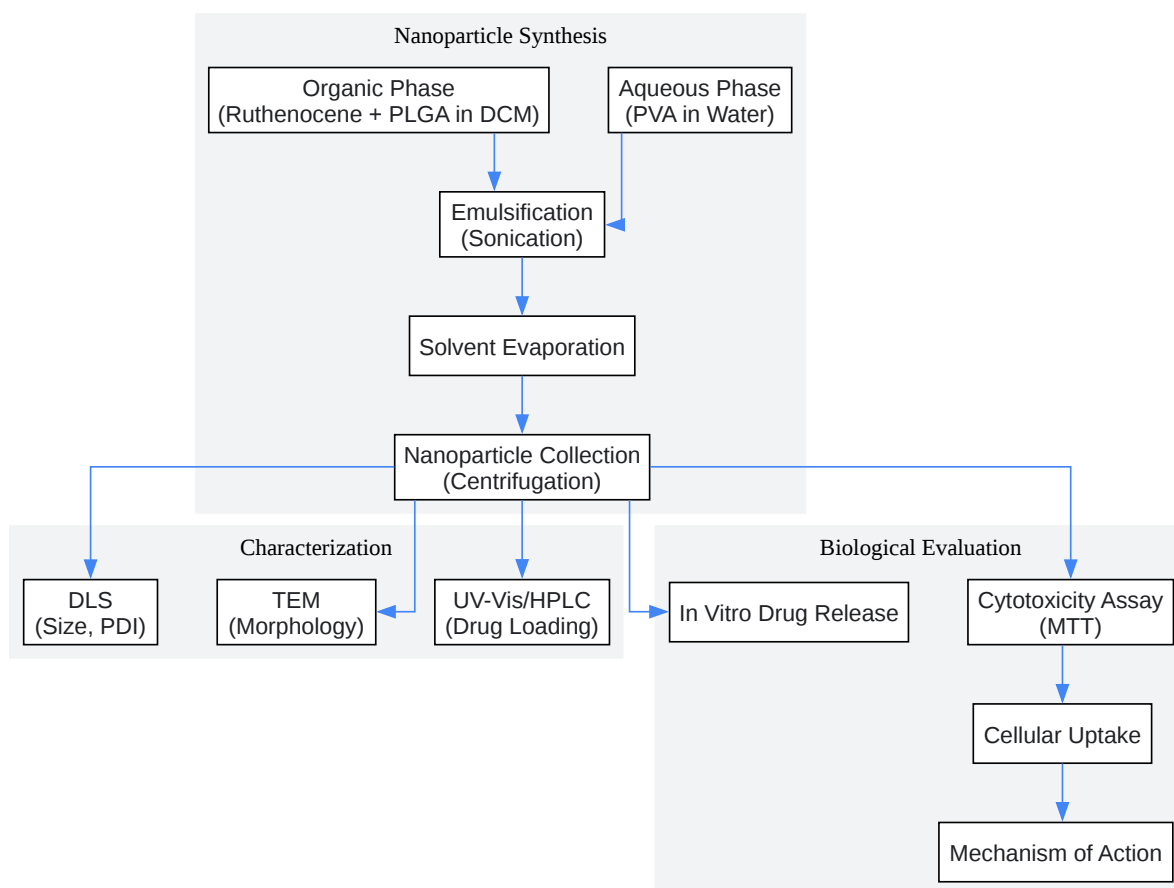 Nanoparticle Synthesis
Organic Phase
(Ruthenocene + PLGA in DCM)
Aqueous Phase
(PVA in Water)
Emulsification
(Sonication)
Solvent Evaporation
Nanoparticle Collection
(Centrifugation)
Characterization
DLS
(Size, PDI)
TEM
(Morphology)
UV-Vis/HPLC
(Drug Loading)
Biological Evaluation
In Vitro Drug Release
Cytotoxicity Assay
(MTT)
Cellular Uptake
Mechanism of Action